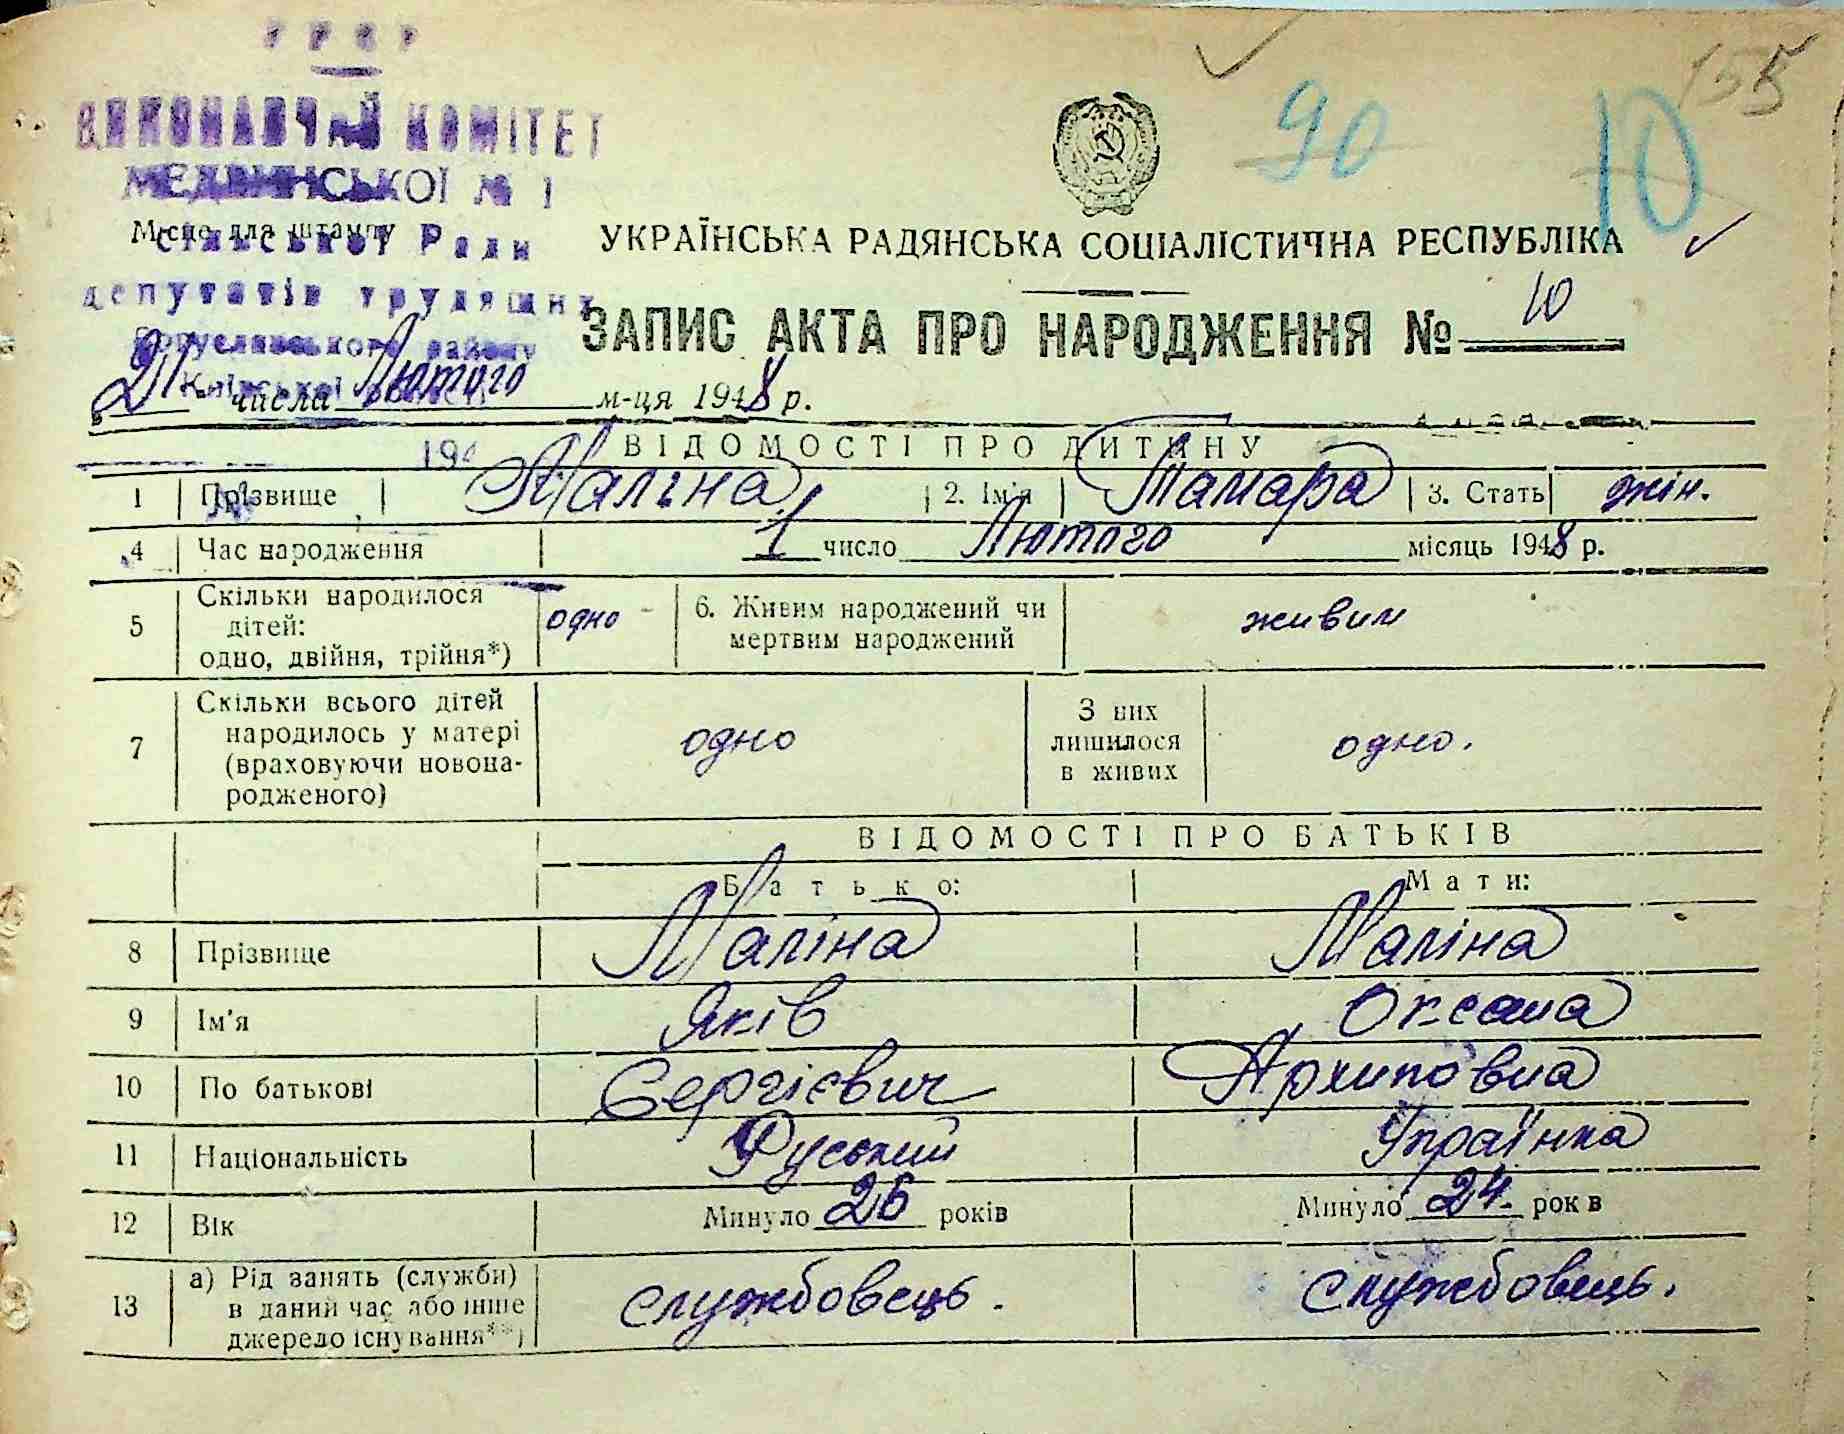 УРСР
ВИКОНАВЧИЙ КОМІТЕТ
МЕДВИНСЬКОЇ № 1
Місце для штампу
сільської Ради
депутатів трудящих
Богуславського району
Київської області
194
155
90
10
УКРАЇНСЬКА РАДЯНСЬКА СОЦІАЛІСТИЧНА РЕСПУБЛІКА
ЗАПИС АКТА ПРО НАРОДЖЕННЯ № 10
"21" числа Лютого м-ця 1948 р.
ВІДОМОСТІ ПРО ДИТИНУ
1 Прізвище Маліна 2. Ім'я Тамара 3. Стать жін.
4 Час народження 1 число Лютого місяць 1948 р.
5 Скільки народилося дітей: одно, двійня, трійня*) одно 6. Живим народжений чи мертвим народжений живим
7 Скільки всього дітей народилось у матері (враховуючи новонародженого) одно З них лишилося в живих одно.
ВІДОМОСТІ ПРО БАТЬКІВ
Батько: Мати:
8 Прізвище Маліна Маліна
9 Ім'я Яків Оксана
10 По батькові Сергієвич Архиповна
11 Національність Руський Українка
12 Вік Минуло 26 років Минуло 24. років
13 а) Рід занять (служби) в даний час або інше джерело існування**) службовець. службовець.